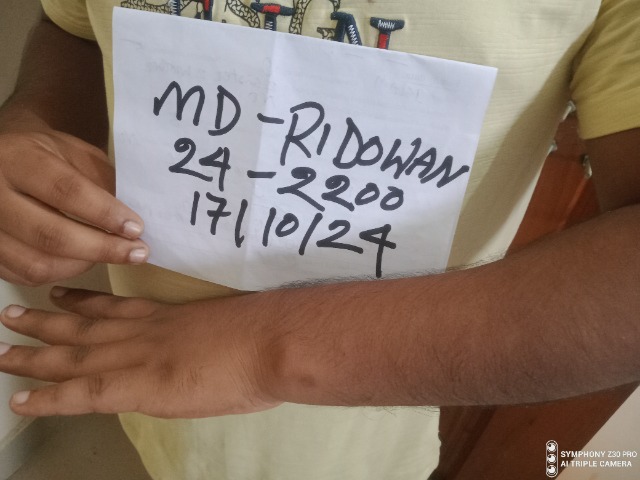 MD-RIDOWAN
24-2200
17/10/24
SYMPHONY Z30 PRO
AI TRIPLE CAMERA